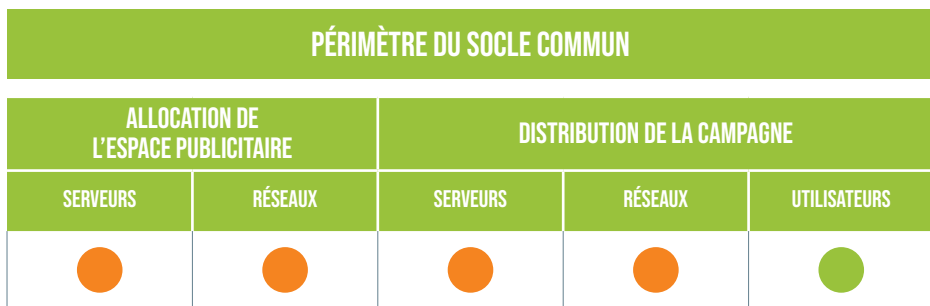 PÉRIMÈTRE DU SOCLE COMMUN
ALLOCATION DE
L'ESPACE PUBLICITAIRE
DISTRIBUTION DE LA CAMPAGNE
SERVEURS
RÉSEAUX
SERVEURS
RÉSEAUX
UTILISATEURS